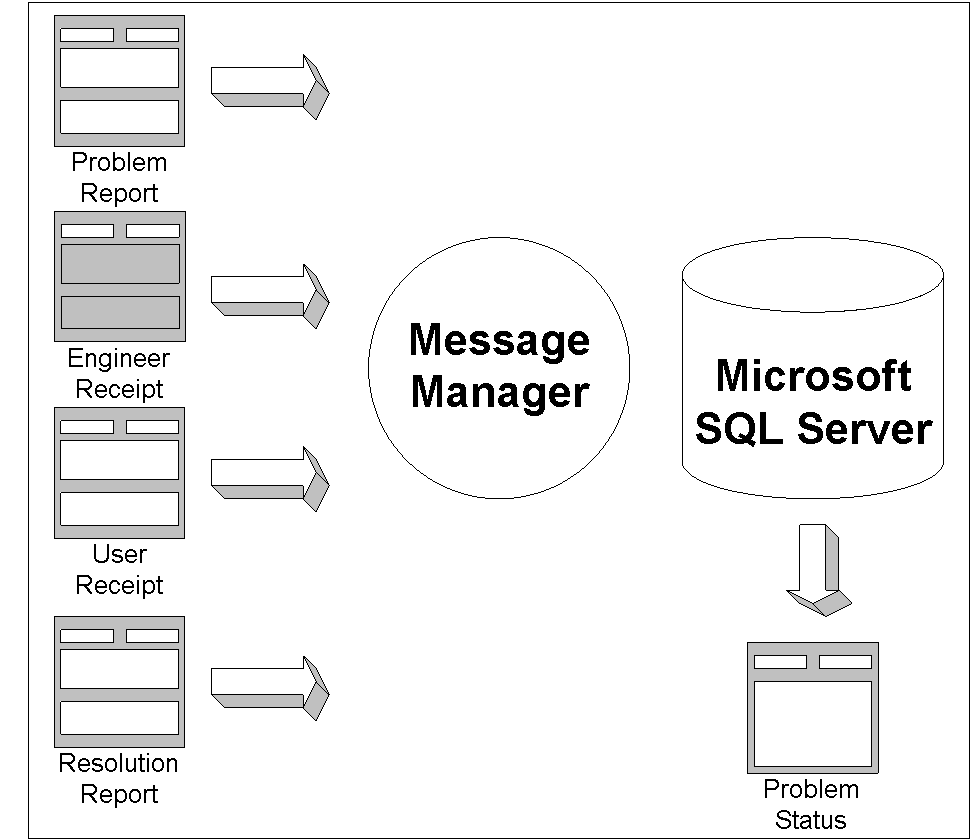 Problem
Report
Engineer
Receipt
User
Receipt
Resolution
Report
Message
Manager
Microsoft
SQL Server
Problem
Status